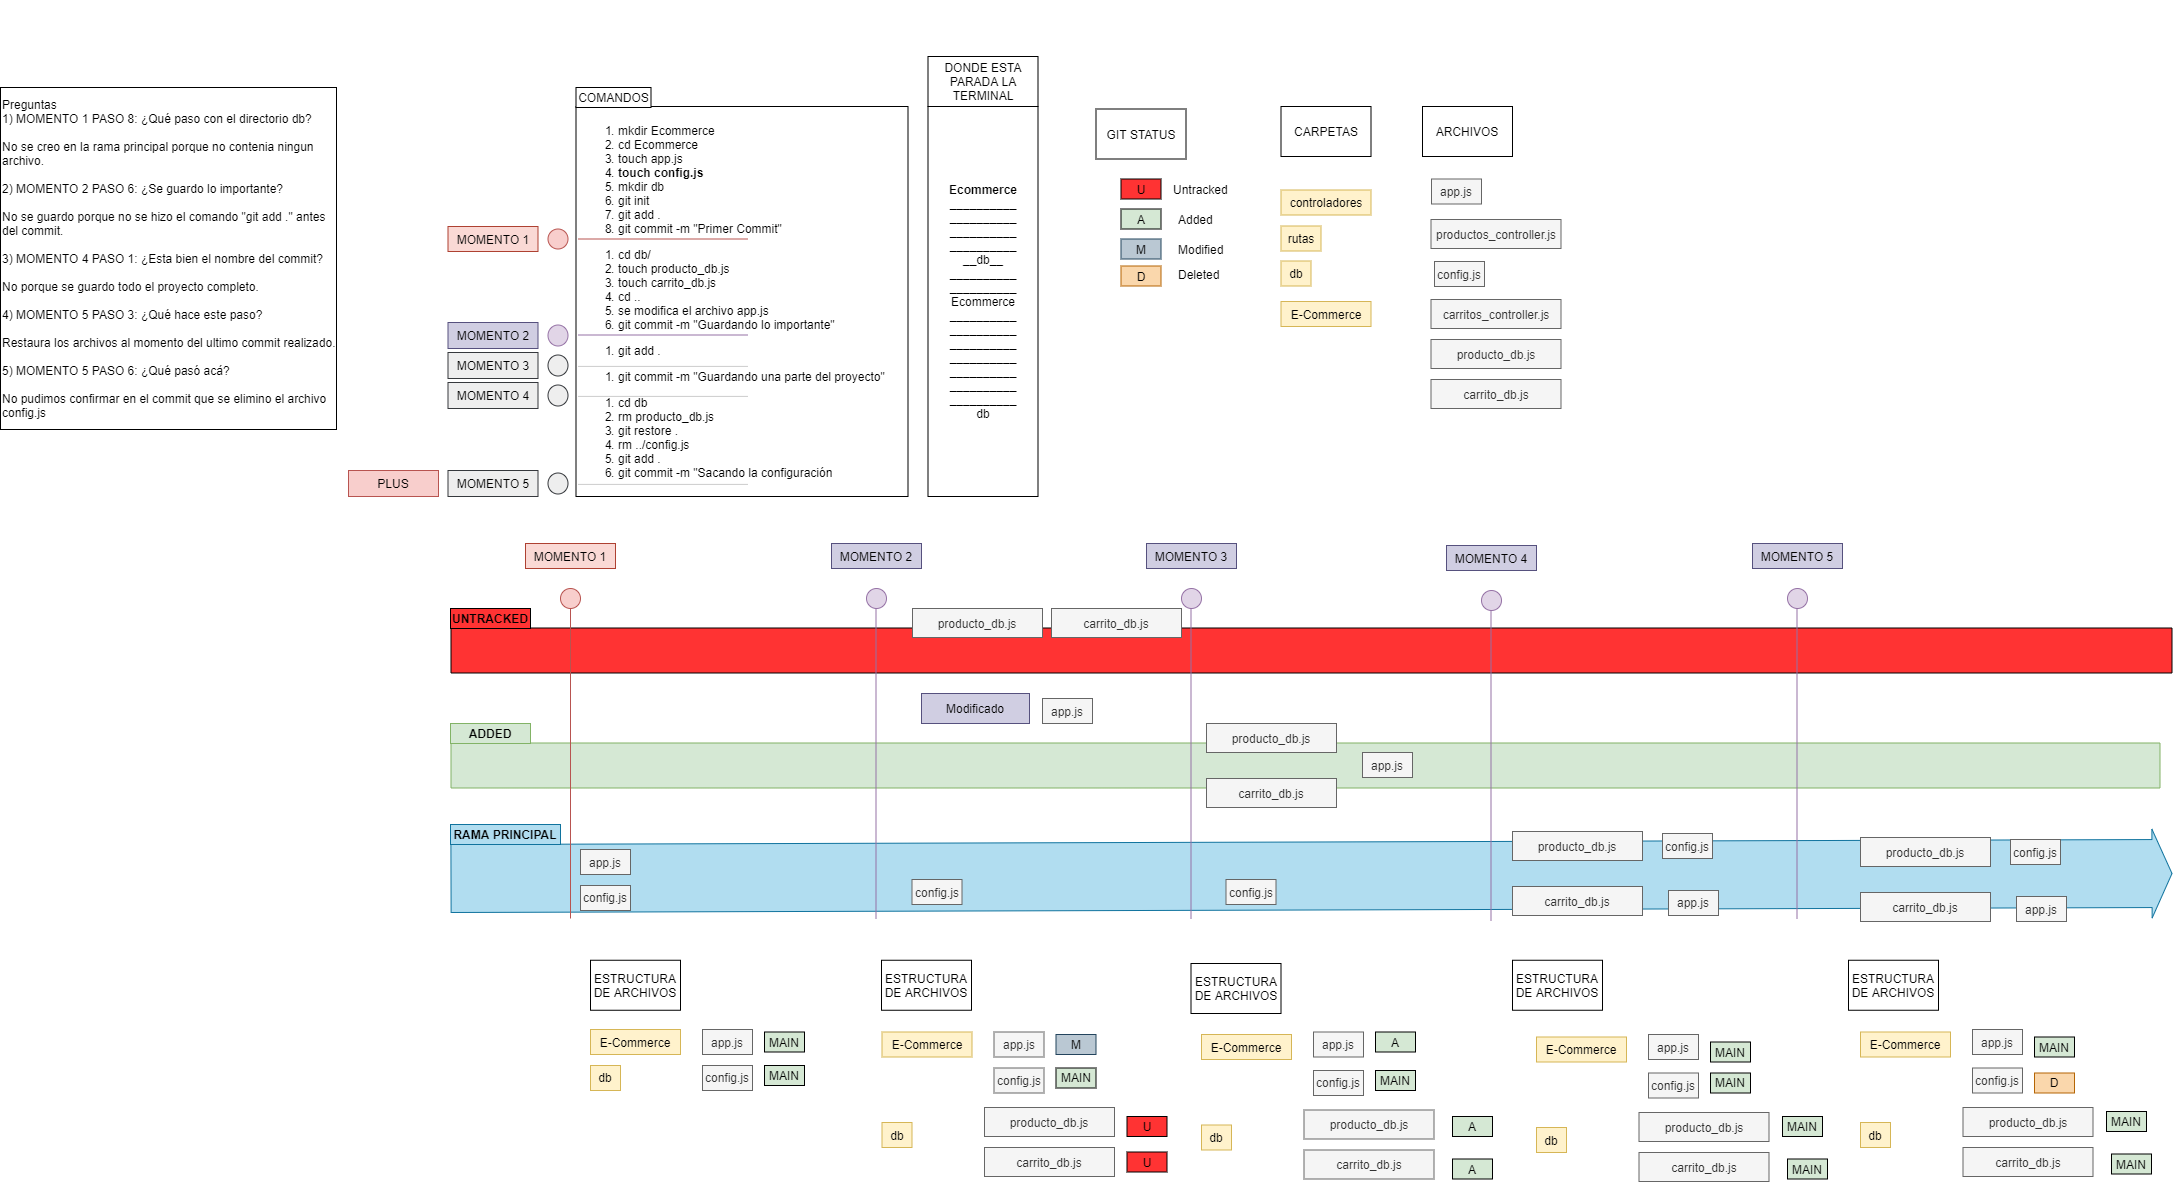 Preguntas
1) MOMENTO 1 PASO 8: ¿Qué paso con el directorio db?
No se creo en la rama principal porque no contenia ningun
archivo.
2) MOMENTO 2 PASO 6: ¿Se guardo lo importante?
No se guardo porque no se hizo el comando "git add ." antes
del commit.
3) MOMENTO 4 PASO 1: ¿Esta bien el nombre del commit?
No porque se guardo todo el proyecto completo.
4) MOMENTO 5 PASO 3: ¿Qué hace este paso?
Restaura los archivos al momento del ultimo commit realizado.
5) MOMENTO 5 PASO 6: ¿Qué pasó acá?
No pudimos confirmar en el commit que se elimino el archivo
config.js
COMANDOS
1. mkdir Ecommerce
2. cd Ecommerce
3. touch app.js
4. touch config.js
5. mkdir db
6. git init
7. git add .
8. git commit -m "Primer Commit"
MOMENTO 1
1. cd db/
2. touch producto_db.js
3. touch carrito_db.js
4. cd ..
5. se modifica el archivo app.js
6. git commit -m "Guardando lo importante"
MOMENTO 2
1. git add .
MOMENTO 3
1. git commit -m "Guardando una parte del proyecto"
MOMENTO 4
1. cd db
2. rm producto_db.js
3. git restore .
4. rm ../config.js
5. git add .
6. git commit -m "Sacando la configuración
PLUS
MOMENTO 5
DONDE ESTA
PARADA LA
TERMINAL
Ecommerce
__________
__________
__________
__________
__db__
__________
__________
Ecommerce
__________
__________
__________
__________
__________
__________
__________
db
GIT STATUS
U Untracked
A Added
M Modified
D Deleted
CARPETAS
controladores
rutas
db
E-Commerce
ARCHIVOS
app.js
productos_controller.js
config.js
carritos_controller.js
producto_db.js
carrito_db.js
MOMENTO 1
MOMENTO 2
MOMENTO 3
MOMENTO 4
MOMENTO 5
UNTRACKED
producto_db.js
carrito_db.js
Modificado
app.js
ADDED
producto_db.js
app.js
carrito_db.js
RAMA PRINCIPAL
app.js
config.js
config.js
config.js
producto_db.js
config.js
carrito_db.js
app.js
producto_db.js
config.js
carrito_db.js
app.js
ESTRUCTURA
DE ARCHIVOS
E-Commerce
app.js
MAIN
db
config.js
MAIN
ESTRUCTURA
DE ARCHIVOS
E-Commerce
app.js
M
config.js
MAIN
db
producto_db.js
U
carrito_db.js
U
ESTRUCTURA
DE ARCHIVOS
E-Commerce
app.js
A
config.js
MAIN
db
producto_db.js
A
carrito_db.js
A
ESTRUCTURA
DE ARCHIVOS
E-Commerce
app.js
MAIN
config.js
MAIN
db
producto_db.js
MAIN
carrito_db.js
MAIN
ESTRUCTURA
DE ARCHIVOS
E-Commerce
app.js
MAIN
config.js
D
db
producto_db.js
MAIN
carrito_db.js
MAIN